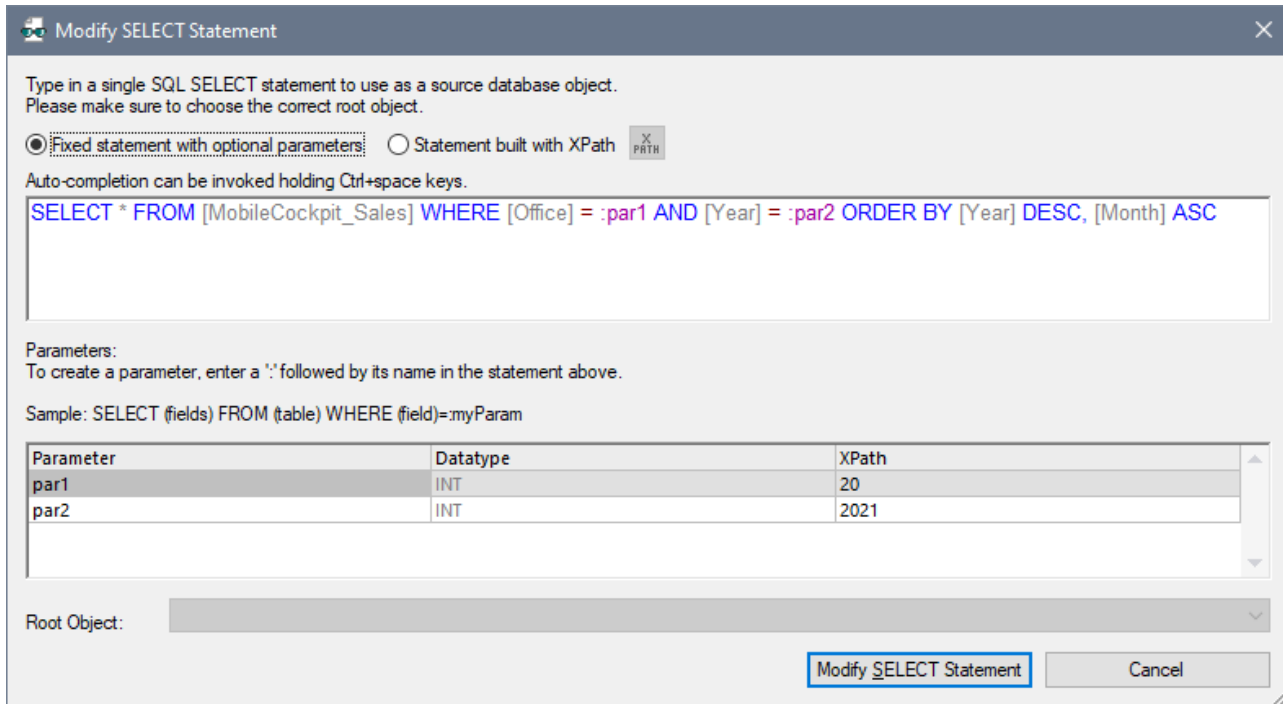 Modify SELECT Statement
Type in a single SQL SELECT statement to use as a source database object.
Please make sure to choose the correct root object.
Fixed statement with optional parameters Statement built with XPath X PATH
Auto-completion can be invoked holding Ctrl+space keys.
SELECT * FROM [MobileCockpit_Sales] WHERE [Office] = :par1 AND [Year] = :par2 ORDER BY [Year] DESC, [Month] ASC
Parameters:
To create a parameter, enter a ':' followed by its name in the statement above.
Sample: SELECT (fields) FROM (table) WHERE (field)=:myParam
Parameter Datatype XPath
par1 INT 20
par2 INT 2021
Root Object:
Modify SELECT Statement Cancel